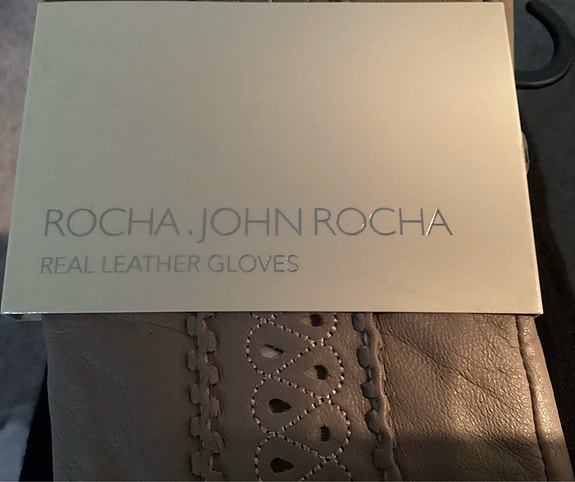 ROCHA.JOHN ROCHA
REAL LEATHER GLOVES